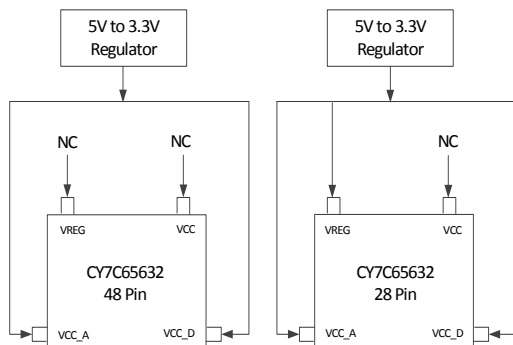 5V to 3.3V
Regulator
NC
NC
VREG
VCC
CY7C65632
48 Pin
VCC_A
VCC_D
5V to 3.3V
Regulator
NC
VREG
VCC
CY7C65632
28 Pin
VCC_A
VCC_D